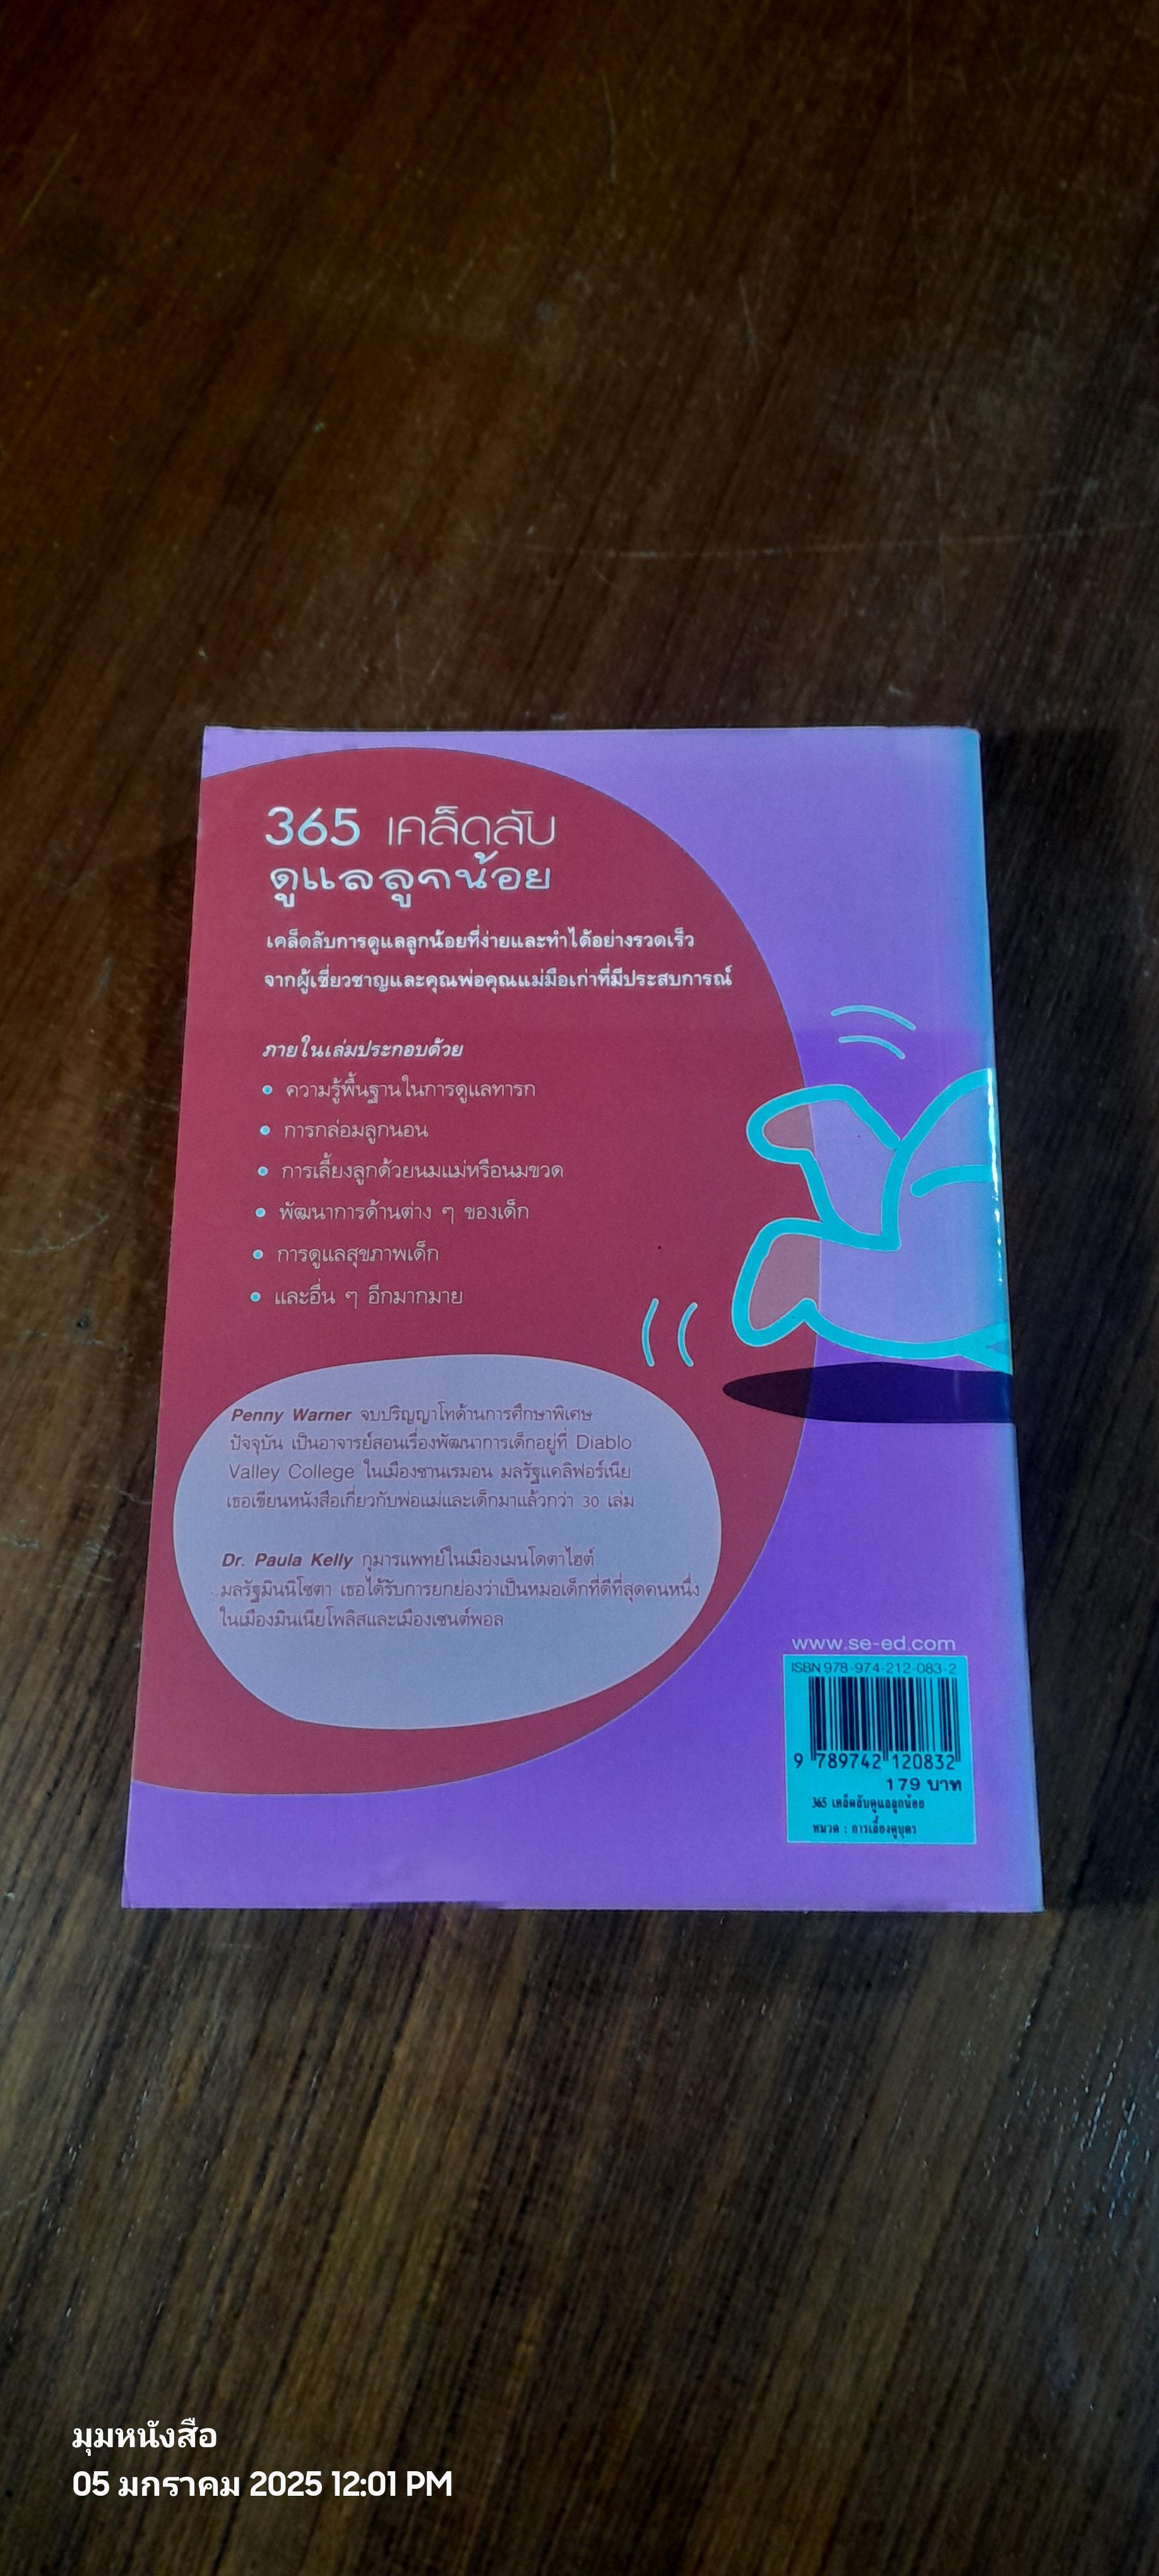 365 เคล็ดลับ
ดูแลลูกน้อย
เคล็ดลับการดูแลลูกน้อยที่ง่ายและทำได้อย่างรวดเร็ว
จากผู้เชี่ยวชาญและคุณพ่อคุณแม่มือเก่าที่มีประสบการณ์
ภายในเล่มประกอบด้วย
• ความรู้พื้นฐานในการดูแลทารก
• การกล่อมลูกนอน
• การเลี้ยงลูกด้วยนมแม่หรือนมขวด
• พัฒนาการด้านต่าง ๆ ของเด็ก
• การดูแลสุขภาพเด็ก
• และอื่น ๆ อีกมากมาย
Penny Warner จบปริญญาโทด้านการศึกษาพิเศษ
ปัจจุบัน เป็นอาจารย์สอนเรื่องพัฒนาการเด็กอยู่ที่ Diablo
Valley College ในเมืองซานเรมอน มลรัฐแคลิฟอร์เนีย
เธอเขียนหนังสือเกี่ยวกับพ่อแม่และเด็กมาแล้วกว่า 30 เล่ม
Dr. Paula Kelly กุมารแพทย์ในเมืองเมนโดตาไฮต์
มลรัฐมินนิโซตา เธอได้รับการยกย่องว่าเป็นหมอเด็กที่ดีที่สุดคนหนึ่ง
ในเมืองมินเนียโพลิสและเมืองเซนต์พอล
www.se-ed.com
ISBN 978-974-212-083-2
9 789742 120832
179 บาท
365 เคล็ดลับดูแลลูกน้อย
หมวด : การเลี้ยงดูบุตร
มุมหนังสือ
05 มกราคม 2025 12:01 PM